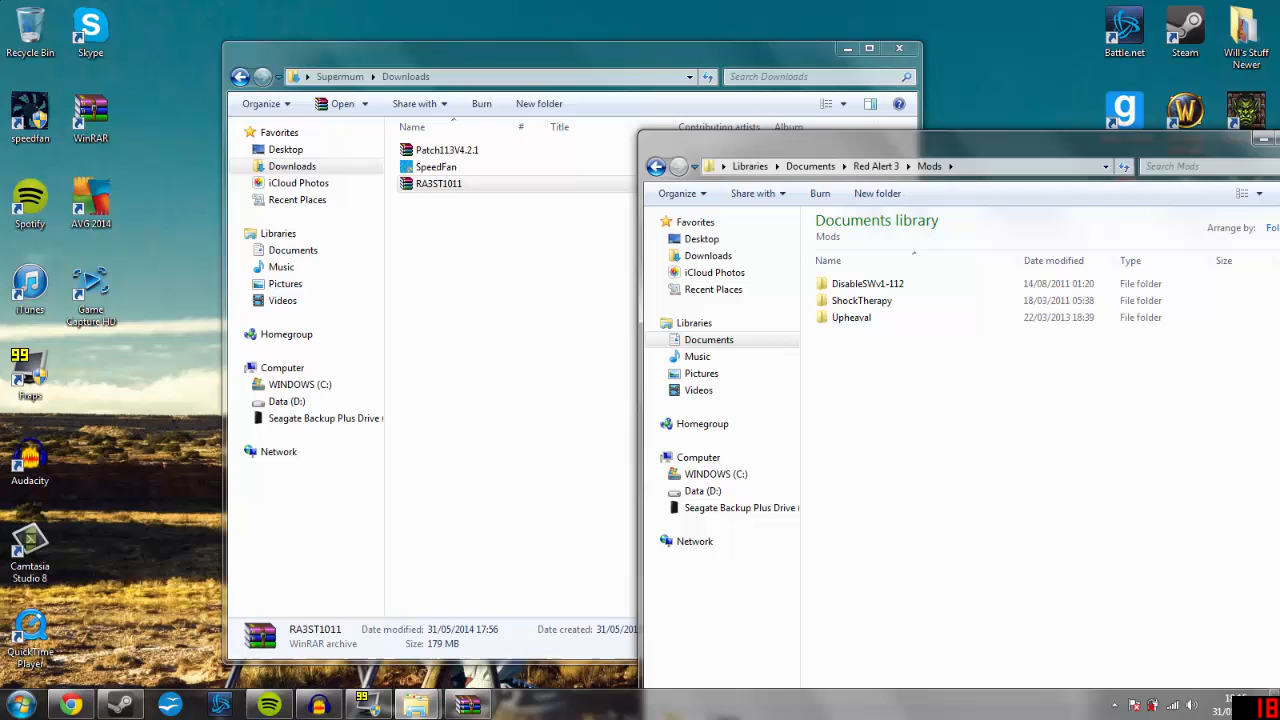 Recycle Bin
Skype
speedfan
WinRAR
Spotify
AVG 2014
iTunes
Game
Capture HD
99
Fraps
Audacity
Camtasia
Studio 8
QuickTime
Player
Battle.net
Steam
Will's Stuff
Newer
Supermum Downloads
Search Downloads
Organize Open Share with Burn New folder
Favorites
Desktop
Downloads
iCloud Photos
Recent Places
Libraries
Documents
Music
Pictures
Videos
Homegroup
Computer
WINDOWS (C:)
Data (D:)
Seagate Backup Plus Drive (
Network
Name # Title Contributing artists Album
Patch113V4.2.1
SpeedFan
RA3ST1011
RA3ST1011 Date modified: 31/05/2014 17:56 Date created: 31/05/201
WinRAR archive Size: 179 MB
Libraries Documents Red Alert 3 Mods
Search Mods
Organize Share with Burn New folder
Favorites
Desktop
Downloads
iCloud Photos
Recent Places
Libraries
Documents
Music
Pictures
Videos
Homegroup
Computer
WINDOWS (C:)
Data (D:)
Seagate Backup Plus Drive (
Network
Documents library
Mods
Arrange by: Fol
Name Date modified Type Size
DisableSWv1-112 14/08/2011 01:20 File folder
ShockTherapy 18/03/2011 05:38 File folder
Upheaval 22/03/2013 18:39 File folder
99
31/0
18